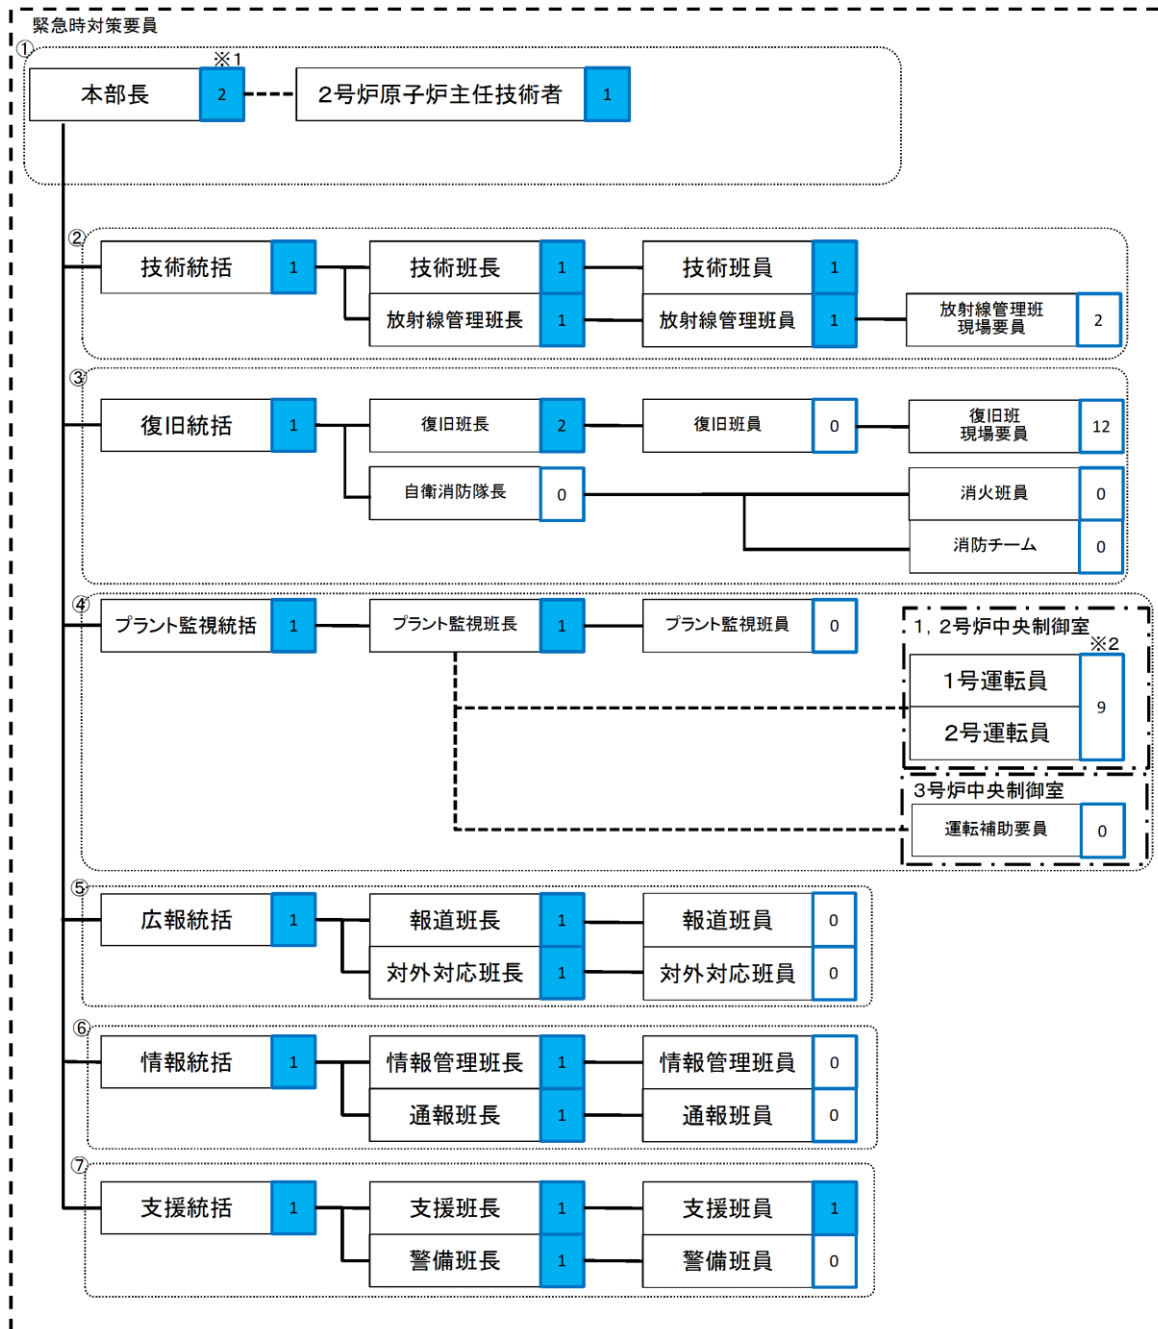 緊急時対策要員
①
※1
本部長
2
2号炉原子炉主任技術者
1
②
技術統括
1
技術班長
1
技術班員
1
放射線管理班長
1
放射線管理班員
1
放射線管理班
現場要員
2
③
復旧統括
1
復旧班長
2
復旧班員
0
復旧班
現場要員
12
自衛消防隊長
0
消火班員
0
消防チーム
0
④
プラント監視統括
1
プラント監視班長
1
プラント監視班員
0
1，2号炉中央制御室
※2
1号運転員
2号運転員
9
3号炉中央制御室
運転補助要員
0
⑤
広報統括
1
報道班長
1
報道班員
0
対外対応班長
1
対外対応班員
0
⑥
情報統括
1
情報管理班長
1
情報管理班員
0
通報班長
1
通報班員
0
⑦
支援統括
1
支援班長
1
支援班員
1
警備班長
1
警備班員
0